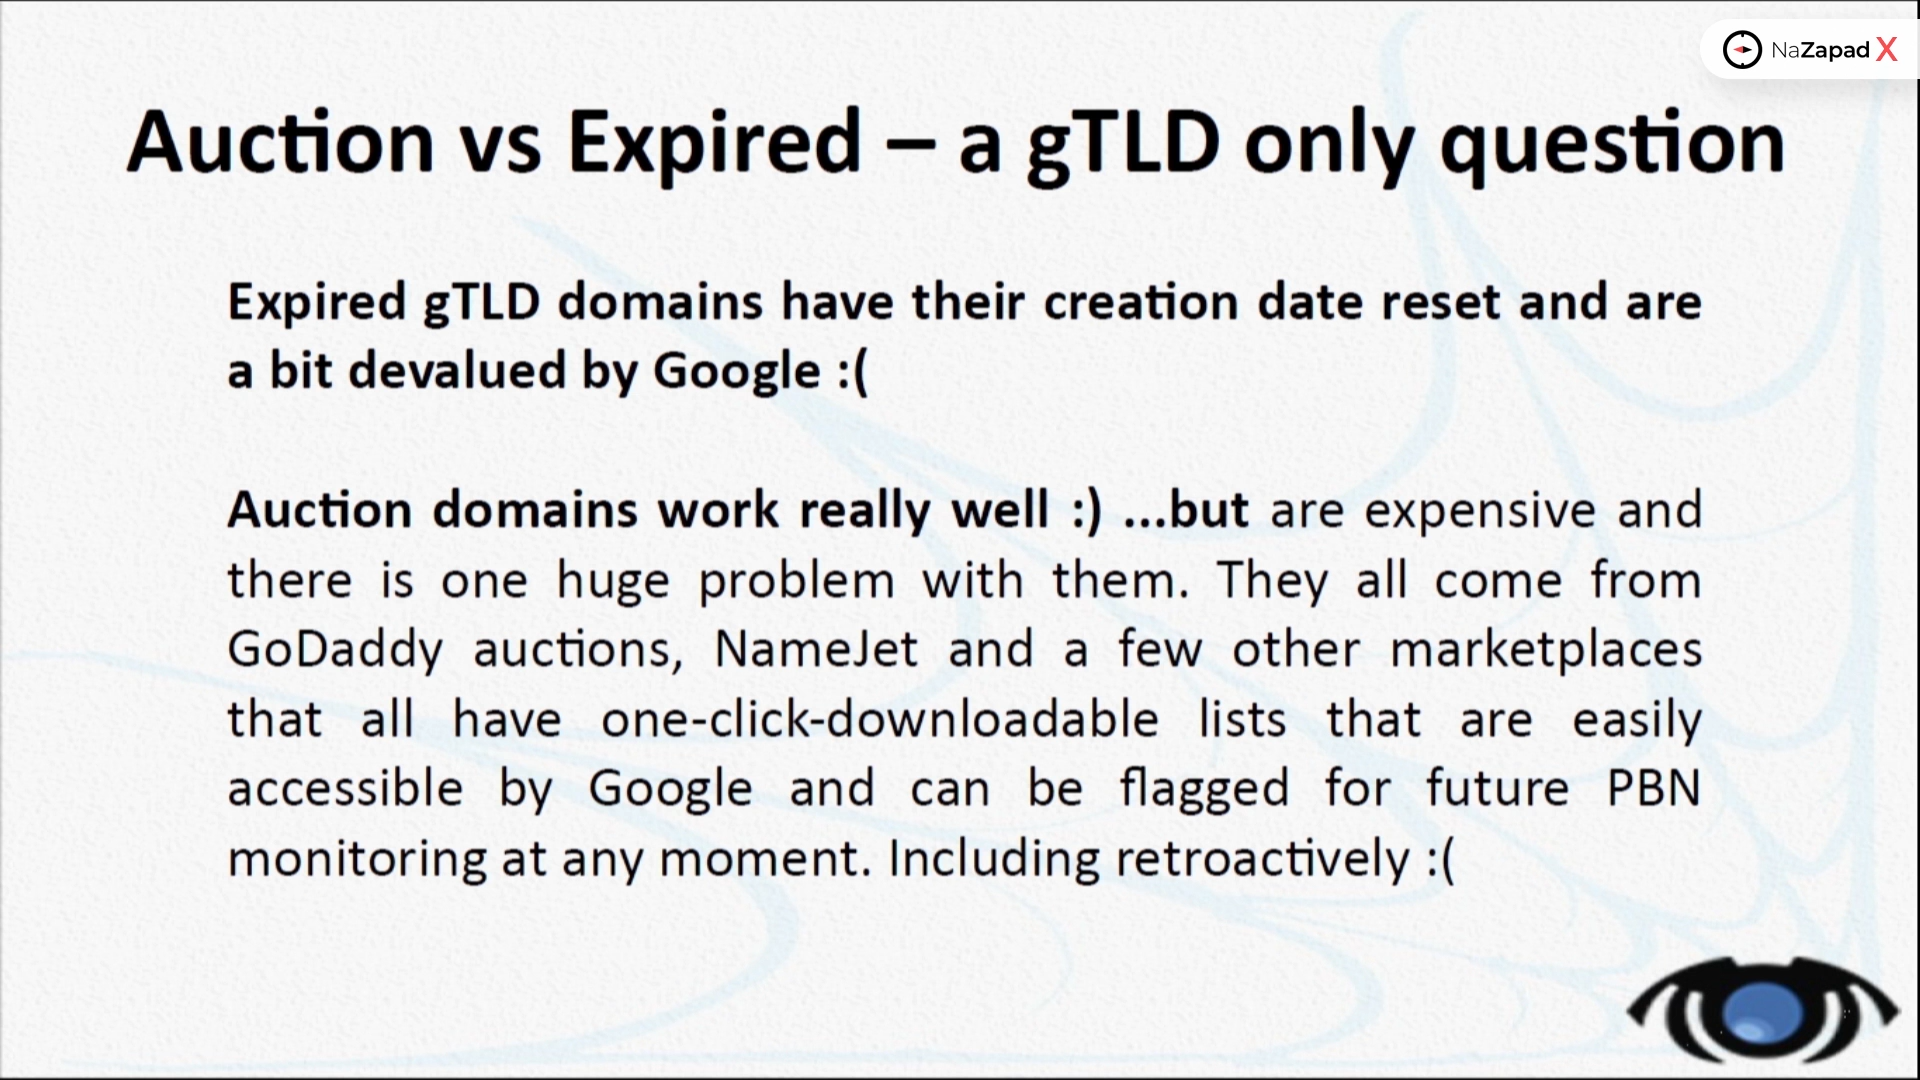 NaZapad X
Auction vs Expired – a gTLD only question
Expired gTLD domains have their creation date reset and are
a bit devalued by Google :(
Auction domains work really well :) ...but are expensive and
there is one huge problem with them. They all come from
GoDaddy auctions, NameJet and a few other marketplaces
that all have one-click-downloadable lists that are easily
accessible by Google and can be flagged for future PBN
monitoring at any moment. Including retroactively :(